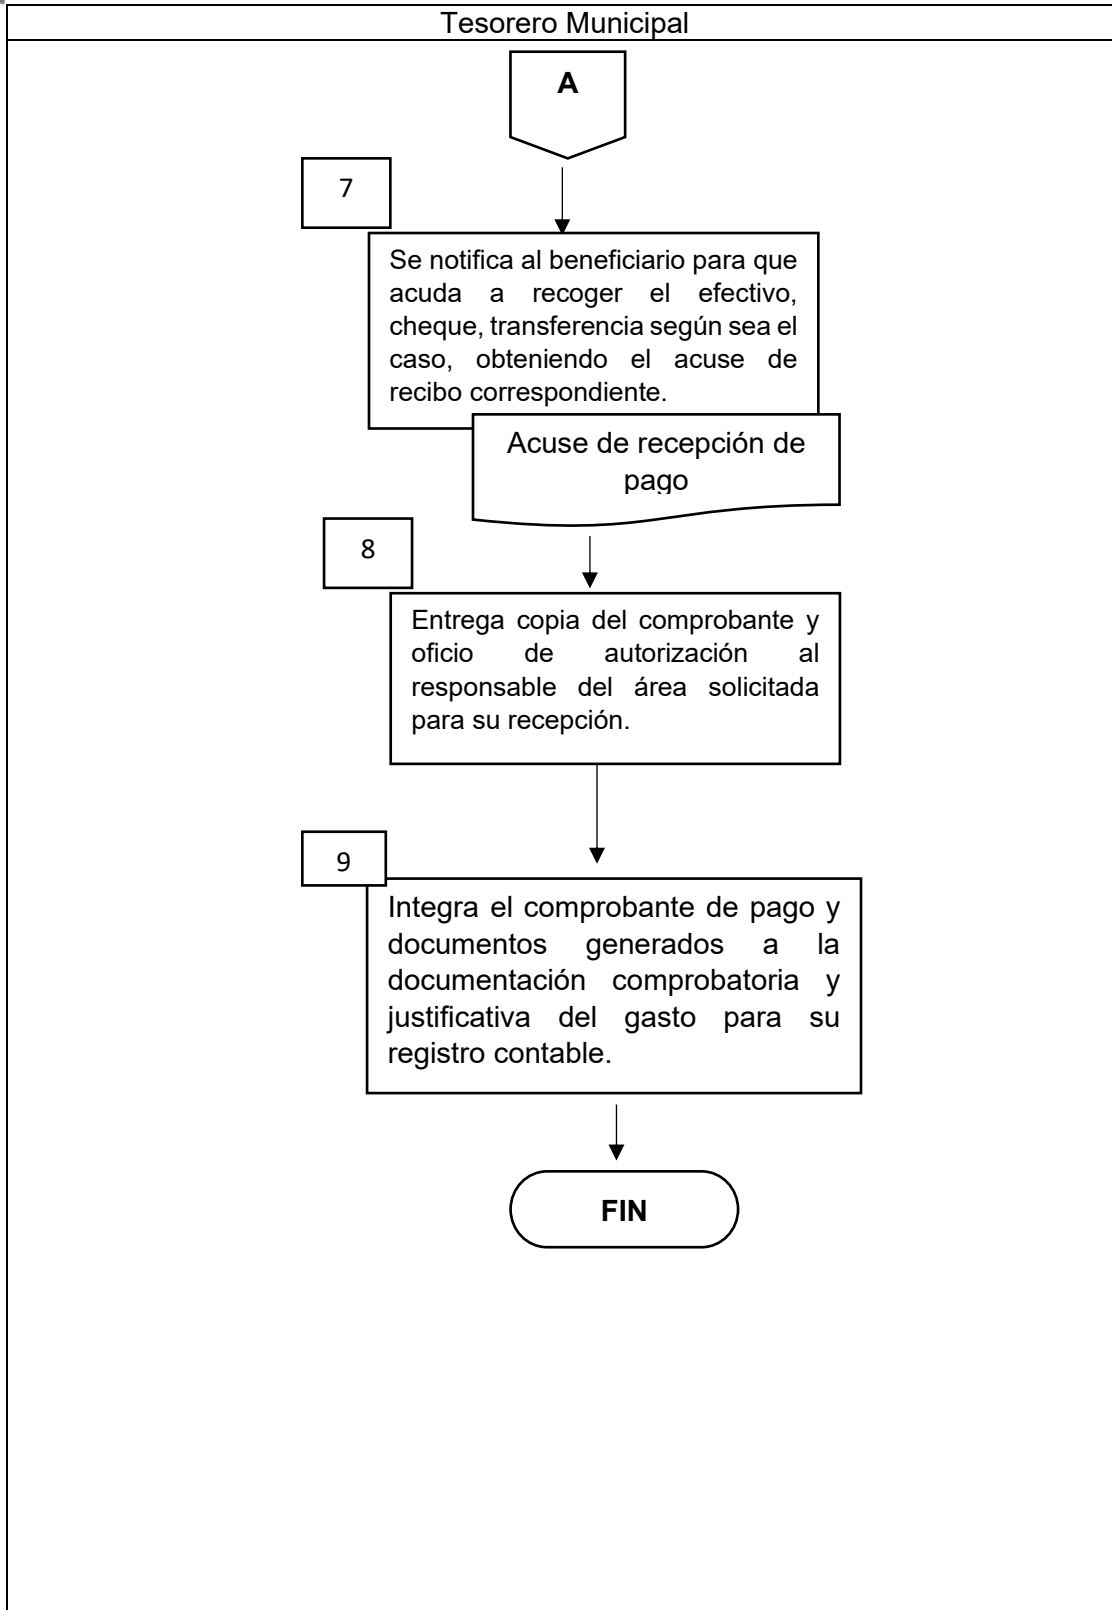 Tesorero Municipal
A
7
Se notifica al beneficiario para que
acuda a recoger el efectivo,
cheque, transferencia según sea el
caso, obteniendo el acuse de
recibo correspondiente.
Acuse de recepción de
pago
8
Entrega copia del comprobante y
oficio de autorización al
responsable del área solicitada
para su recepción.
9
Integra el comprobante de pago y
documentos generados a la
documentación comprobatoria y
justificativa del gasto para su
registro contable.
FIN